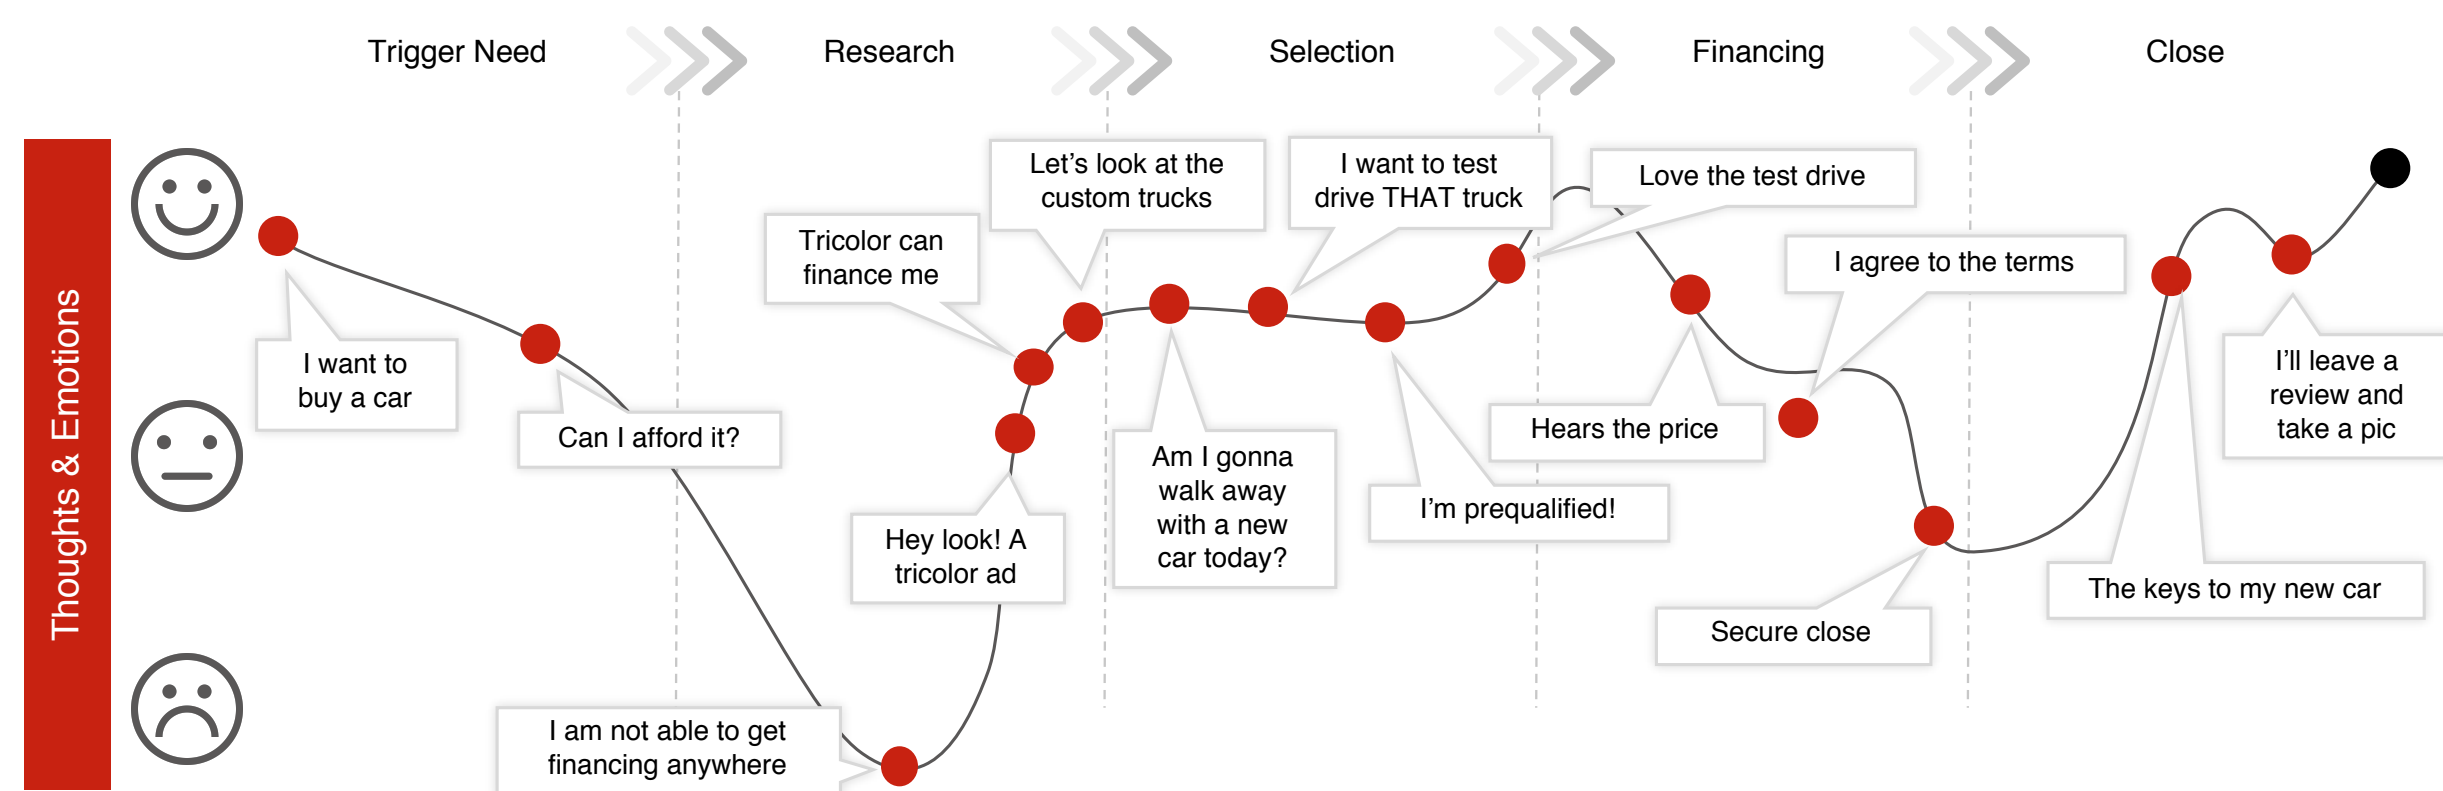 Trigger Need
Research
Selection
Financing
Close
Thoughts & Emotions
I want to
buy a car
Can I afford it?
I am not able to get
financing anywhere
Hey look! A
tricolor ad
Tricolor can
finance me
Let’s look at the
custom trucks
Am I gonna
walk away
with a new
car today?
I want to test
drive THAT truck
I’m prequalified!
Love the test drive
Hears the price
I agree to the terms
Secure close
The keys to my new car
I’ll leave a
review and
take a pic